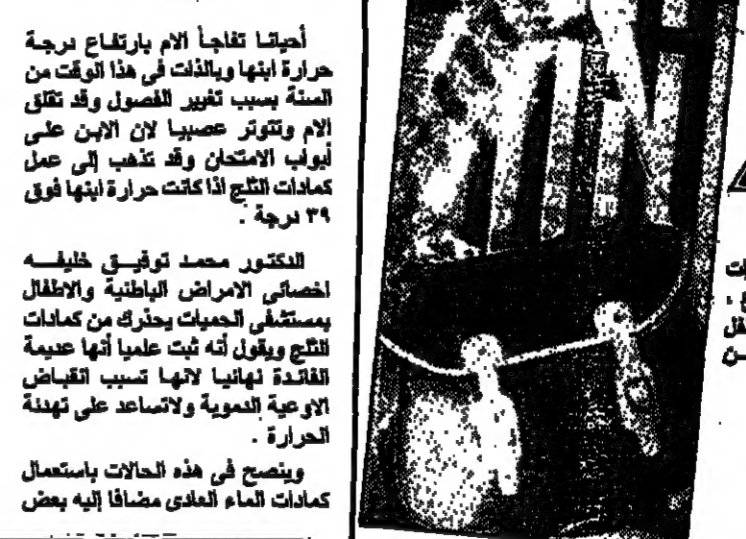 أحيانا تفاجأ الام بارتفاع درجة
حرارة ابنها وبالذات فى هذا الوقت من
السنة بسبب تغيير الفصول وقد تقلق
الام وتتوتر عصبيا لان الابن على
أبواب الامتحان وقد تذهب إلى عمل
كمادات الثلج اذا كانت حرارة ابنها فوق
٣٩ درجة .
الدكتور محمد توفيق خليفه
اخصائى الامراض الباطنية والاطفال
بمستشفى الحميات يحذرك من كمادات
الثلج ويقول أنه ثبت علميا أنها عديمة
الفائدة نهائيا لانها تسبب انقباض
الاوعية الدموية ولاتساعد على تهدئة
الحرارة .
وينصح فى هذه الحالات باستعمال
كمادات الماء العادى مضافا إليه بعض